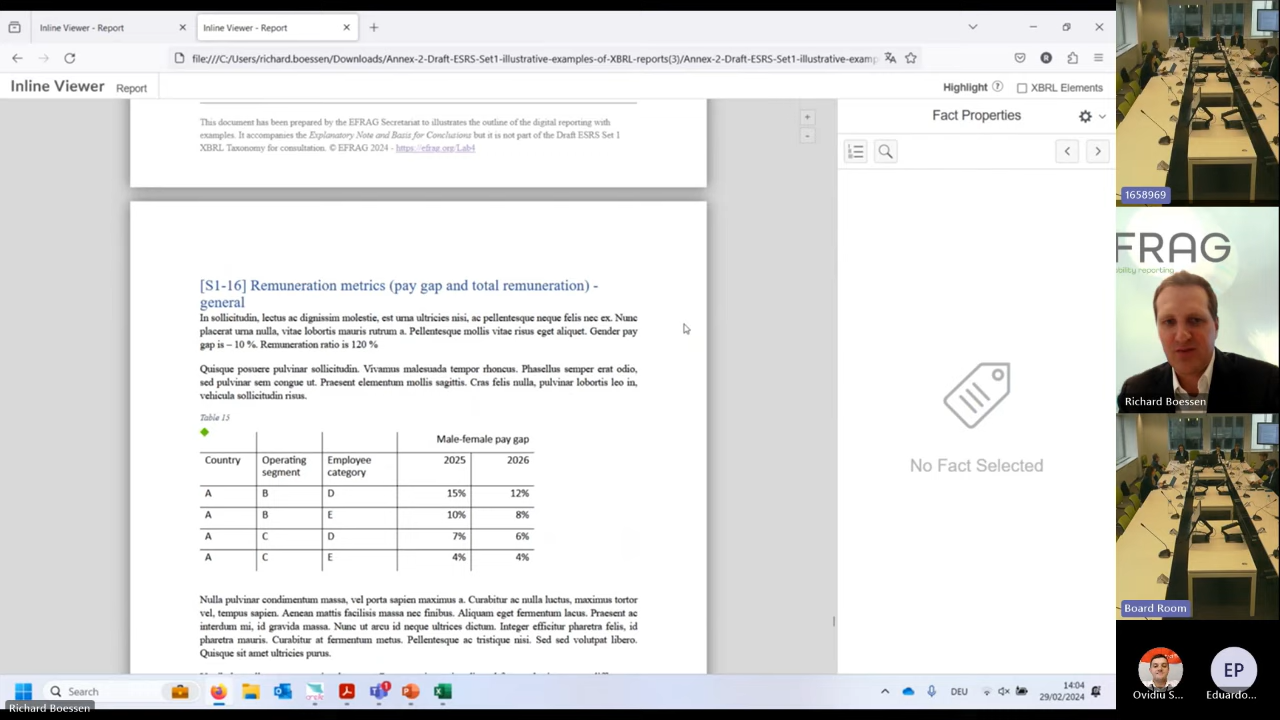 Inline Viewer - Report
Inline Viewer - Report
file:///C:/Users/richard.boessen/Downloads/Annex-2-Draft-ESRS-Set1-illustrative-examples-of-XBRL-reports(3)/Annex-2-Draft-ESRS-Set1-illustrative-examp
Inline Viewer Report
Highlight ? XBRL Elements
This document has been prepared by the EFRAG Secretariat to illustrate the outline of the digital reporting with
examples. It accompanies the Explanatory Note and Basis for Conclusions but it is not part of the Draft ESRS Set 1
XBRL Taxonomy for consultation. © EFRAG 2024 - https://efrag.org/Lab4
+
-
Fact Properties
[S1-16] Remuneration metrics (pay gap and total remuneration) -
general
In sollicitudin, lectus ac dignissim molestie, est urna ultricies nisi, ac pellentesque neque felis nec ex. Nunc
placerat urna nulla, vitae lobortis mauris rutrum a. Pellentesque mollis vitae risus eget aliquet. Gender pay
gap is – 10 %. Remuneration ratio is 120 %
Quisque posuere pulvinar sollicitudin. Vivamus malesuada tempor rhoncus. Phasellus semper erat odio,
sed pulvinar sem congue ut. Praesent elementum mollis sagittis. Cras felis nulla, pulvinar lobortis leo in,
vehicula sollicitudin risus.
Table 15
Male-female pay gap
Country Operating segment Employee category 2025 2026
A B D 15% 12%
A B E 10% 8%
A C D 7% 6%
A C E 4% 4%
Nulla pulvinar condimentum massa, vel porta sapien maximus a. Curabitur ac nulla luctus, maximus tortor
vel, tempus sapien. Aenean mattis facilisis massa nec finibus. Aliquam eget fermentum lacus. Praesent ac
interdum mi, id gravida massa. Nunc ut arcu id neque ultrices dictum. Integer efficitur pharetra felis, id
pharetra mauris. Curabitur at fermentum metus. Pellentesque ac tristique nisi. Sed sed volutpat libero.
Quisque sit amet ultricies purus.
No Fact Selected
Search
DEU
14:04
29/02/2024
Richard Boessen
1658969
FRAG
Richard Boessen
Board Room
Ovidiu S...
EP
Eduardo...